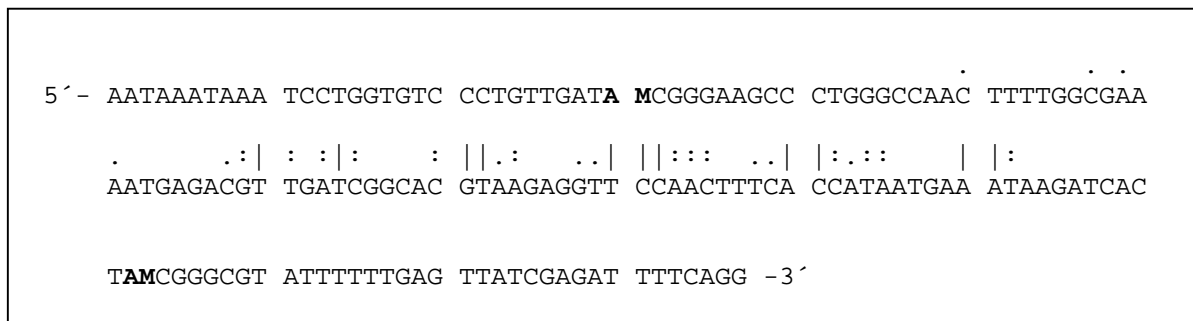 . . .
5´- AATAAATAAA TCCTGGTGTC CCTGTTGATA MCGGGAAGCC CTGGGCCAAC TTTTGGCGAA
. .:| : :|: : ||.: ..| ||::: ..| |:.:: | |:
AATGAGACGT TGATCGGCAC GTAAGAGGTT CCAACTTTCA CCATAATGAA ATAAGATCAC
TAMCGGGCGT ATTTTTTGAG TTATCGAGAT TTTCAGG -3´